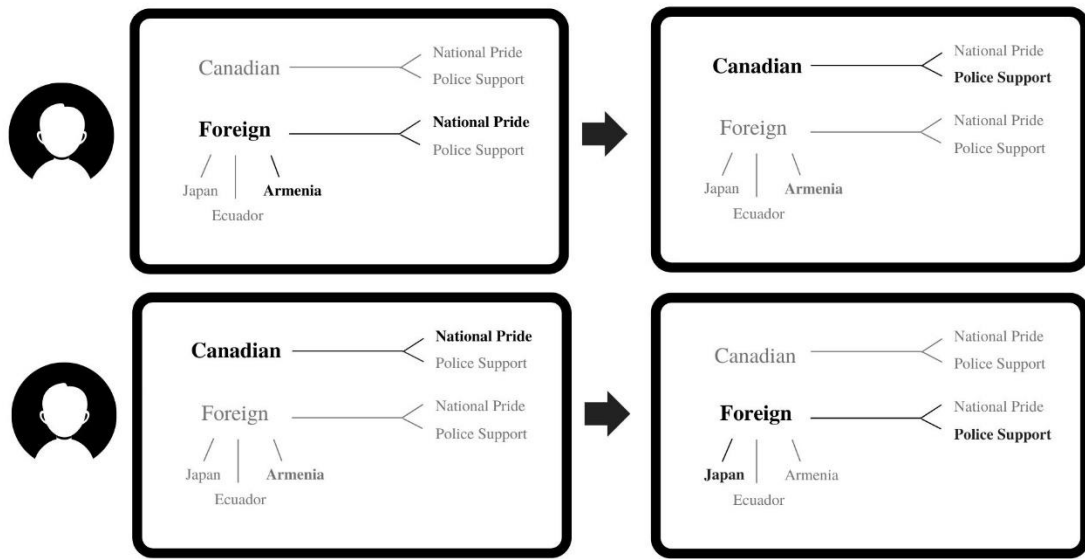 Canadian
National Pride
Police Support
Foreign
National Pride
Police Support
Japan
Armenia
Ecuador
Canadian
National Pride
Police Support
Foreign
National Pride
Police Support
Japan
Armenia
Ecuador
Canadian
National Pride
Police Support
Foreign
National Pride
Police Support
Japan
Armenia
Ecuador
Canadian
National Pride
Police Support
Foreign
National Pride
Police Support
Japan
Armenia
Ecuador